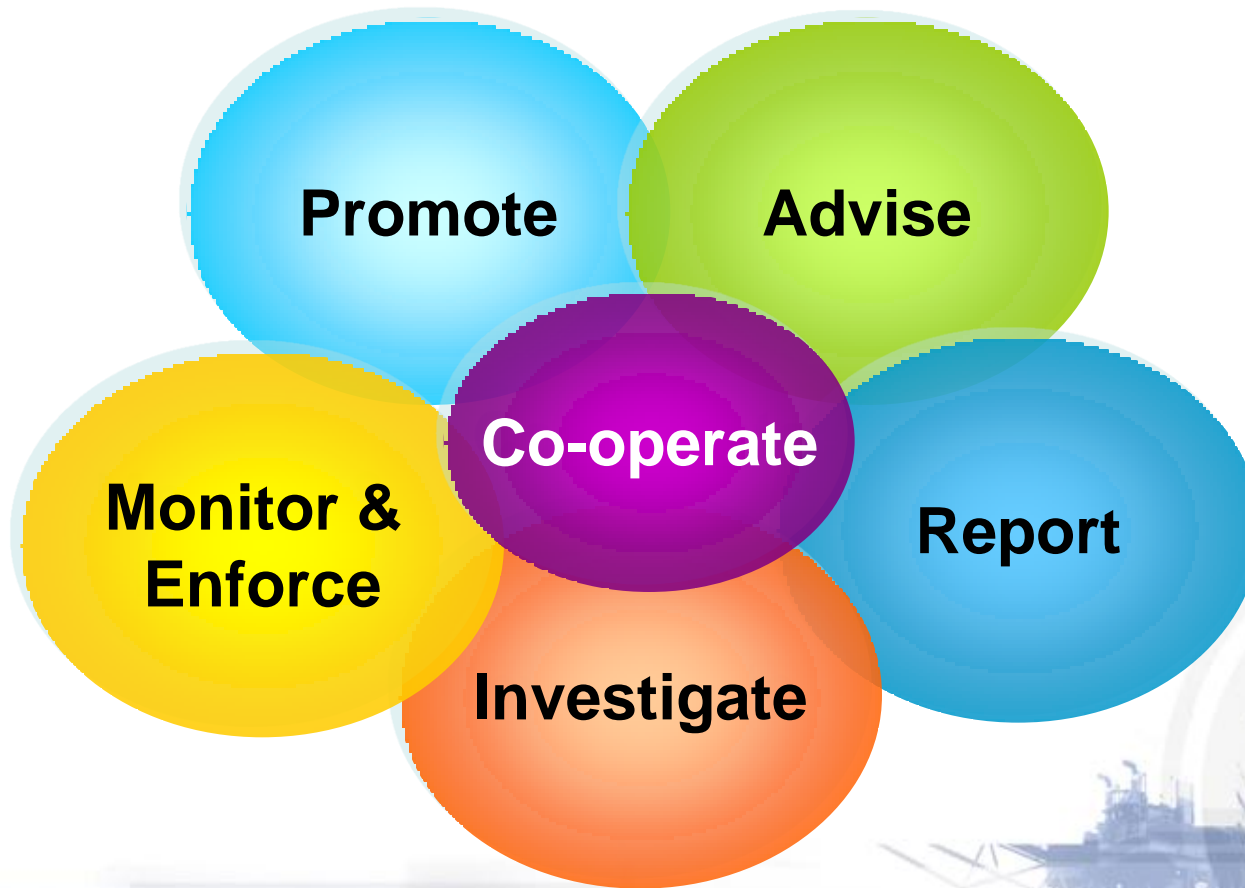 Promote
Advise
Co-operate
Monitor &
Enforce
Report
Investigate